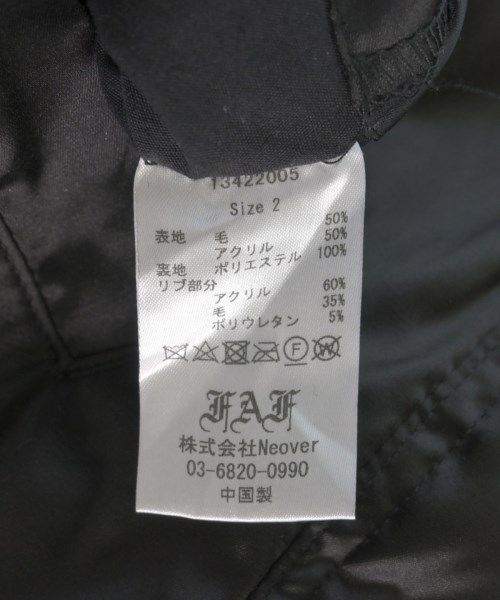 13422005
Size 2
表地 毛 50%
アクリル 50%
裏地 ポリエステル 100%
リブ部分
アクリル 60%
毛 35%
ポリウレタン 5%
F W
FAF
株式会社Neover
03-6820-0990
中国製